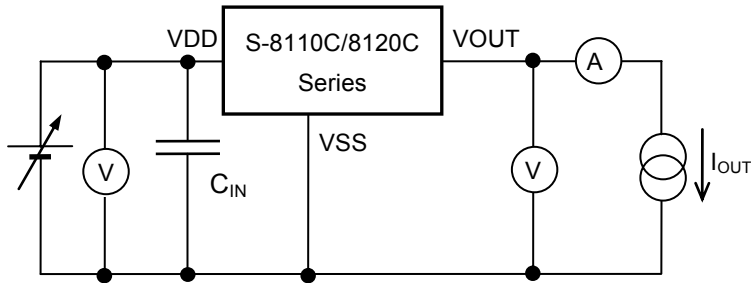 VDD
S-8110C/8120C
Series
VOUT
A
VSS
V
CIN
V
IOUT